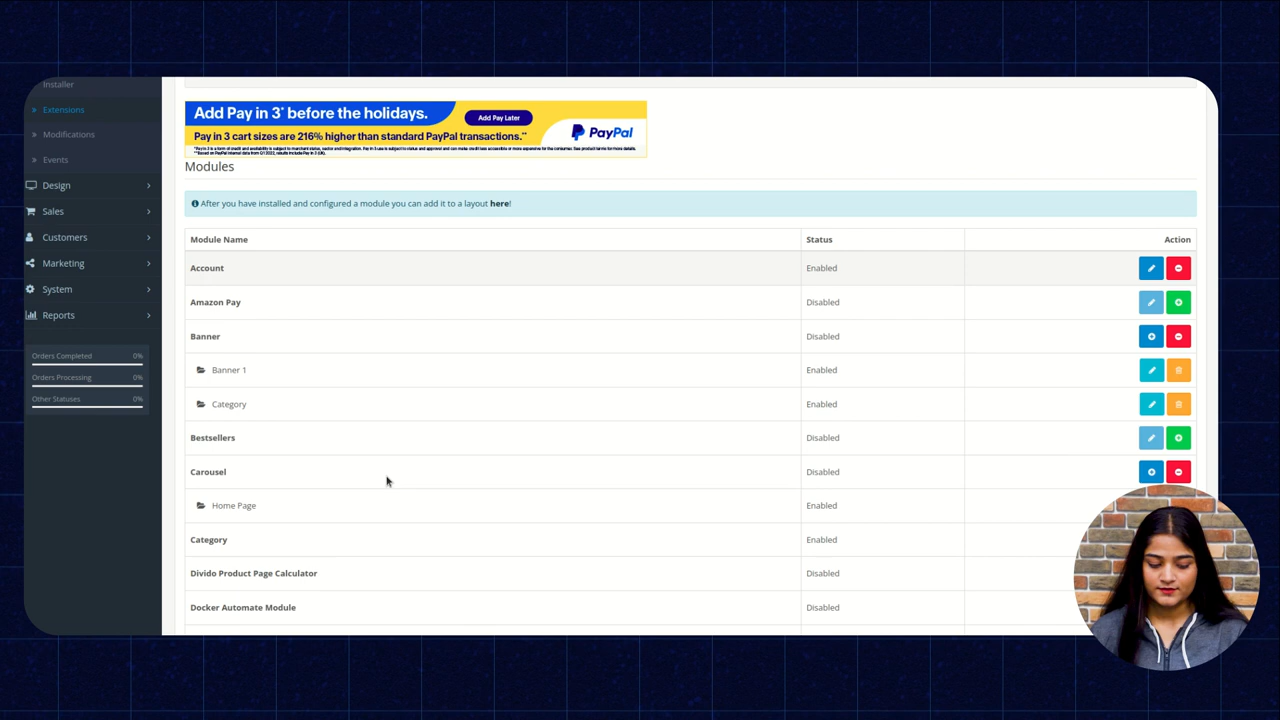 Installer
Extensions
Modifications
Events
Design
Sales
Customers
Marketing
System
Reports
Orders Completed 0%
Orders Processing 0%
Other Statuses 0%
Add Pay in 3* before the holidays.
Add Pay Later
Pay in 3 cart sizes are 216% higher than standard PayPal transactions.**
PayPal
Modules
After you have installed and configured a module you can add it to a layout here!
Module Name Status Action
Account Enabled
Amazon Pay Disabled
Banner Disabled
Banner 1 Enabled
Category Enabled
Bestsellers Disabled
Carousel Disabled
Home Page Enabled
Category Enabled
Divido Product Page Calculator Disabled
Docker Automate Module Disabled